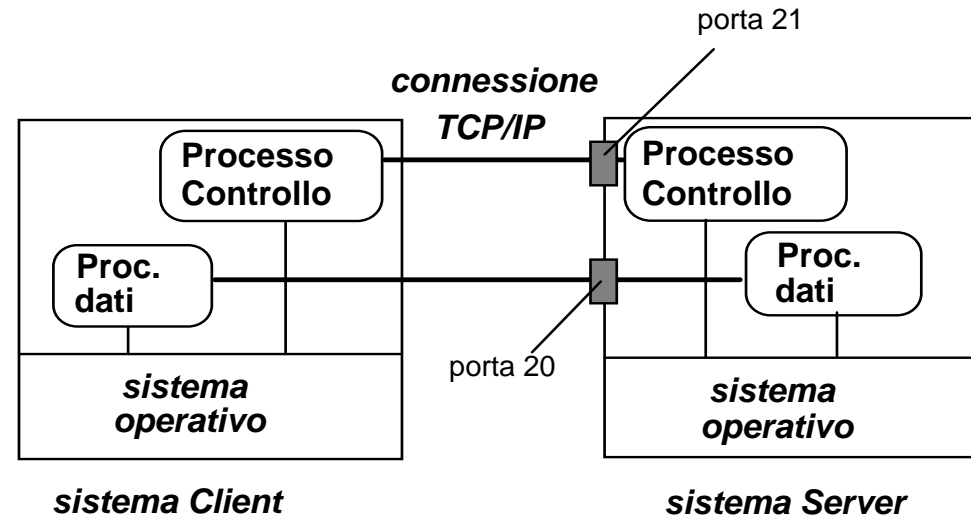 porta 21
connessione
TCP/IP
Processo
Controllo
Processo
Controllo
Proc.
dati
Proc.
dati
porta 20
sistema
operativo
sistema
operativo
sistema Client
sistema Server